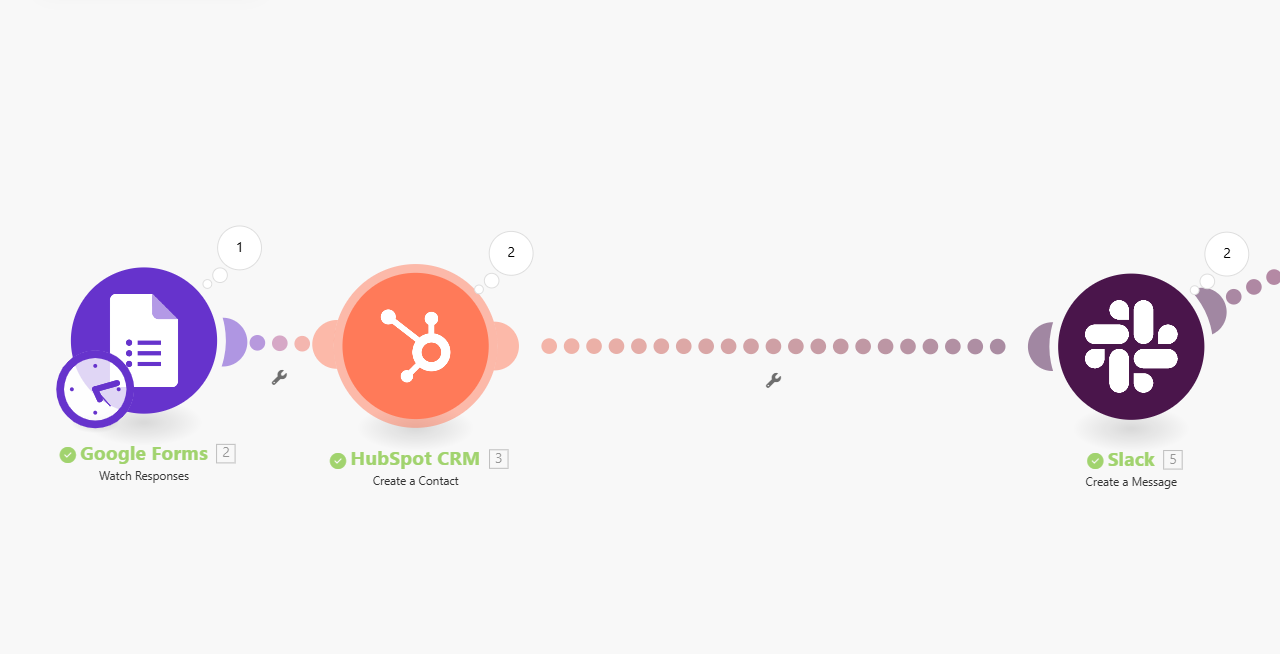 1
2
2
Google Forms 2
Watch Responses
HubSpot CRM 3
Create a Contact
Slack 5
Create a Message